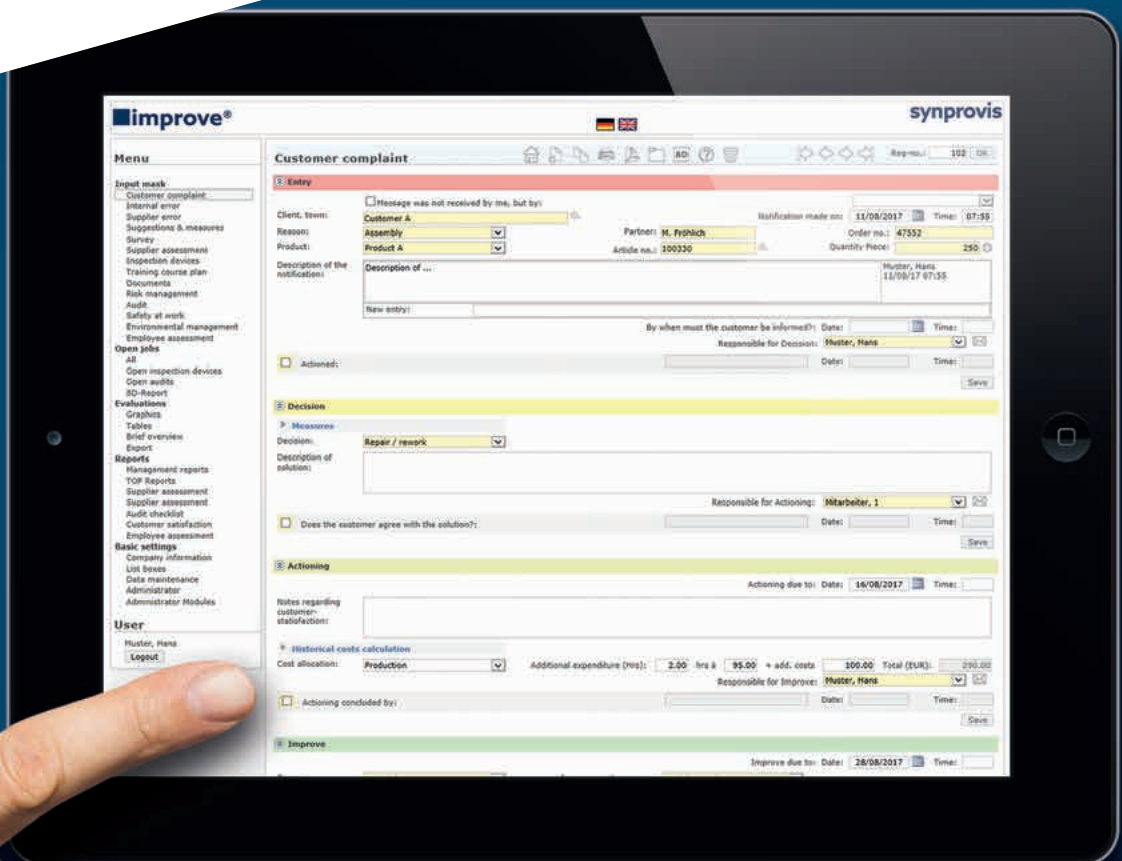 improve®
synprovis
Menu
Input mask
Customer complaint
Internal error
Supplier error
Suggestions & measures
Survey
Supplier assessment
Inspection devices
Training course plan
Documents
Risk management
Audit
Safety at work
Environmental management
Employee assessment
Open jobs
All
Open inspection devices
Open audits
8D-Report
Evaluations
Graphics
Tables
Brief overview
Export
Reports
Management reports
TOP Reports
Supplier assessment
Supplier assessment
Audit checklist
Customer satisfaction
Employee assessment
Basic settings
Company information
List boxes
Data maintenance
Administrator
Administrator Modules
User
Muster, Hans
Logout
Customer complaint 8D ? Reg-no.: 102 OK
Entry
Message was not received by me, but by:
Client, town: Customer A Notification made on: 11/08/2017 Time: 07:55
Reason: Assembly Partner: M. Fröhlich Order no.: 47552
Product: Product A Article no.: 100330 Quantity Piece: 250
Description of the notification: Description of ... Muster, Hans
11/08/17 07:55
New entry:
By when must the customer be informed?: Date: Time:
Responsible for Decision: Muster, Hans
Actioned: Date: Time:
Save
Decision
Measures
Decision: Repair / rework
Description of
solution:
Responsible for Actioning: Mitarbeiter, 1
Does the customer agree with the solution?: Date: Time:
Save
Actioning
Actioning due to: Date: 16/08/2017 Time:
Notes regarding
customer-
statisfaction:
Historical costs calculation
Cost allocation: Production Additional expenditure (Hrs): 2.00 hrs à 95.00 + add. costs 100.00 Total (EUR): 290.00
Responsible for Improve: Muster, Hans
Actioning concluded by: Date: Time:
Save
Improve
Improve due to: Date: 28/08/2017 Time: